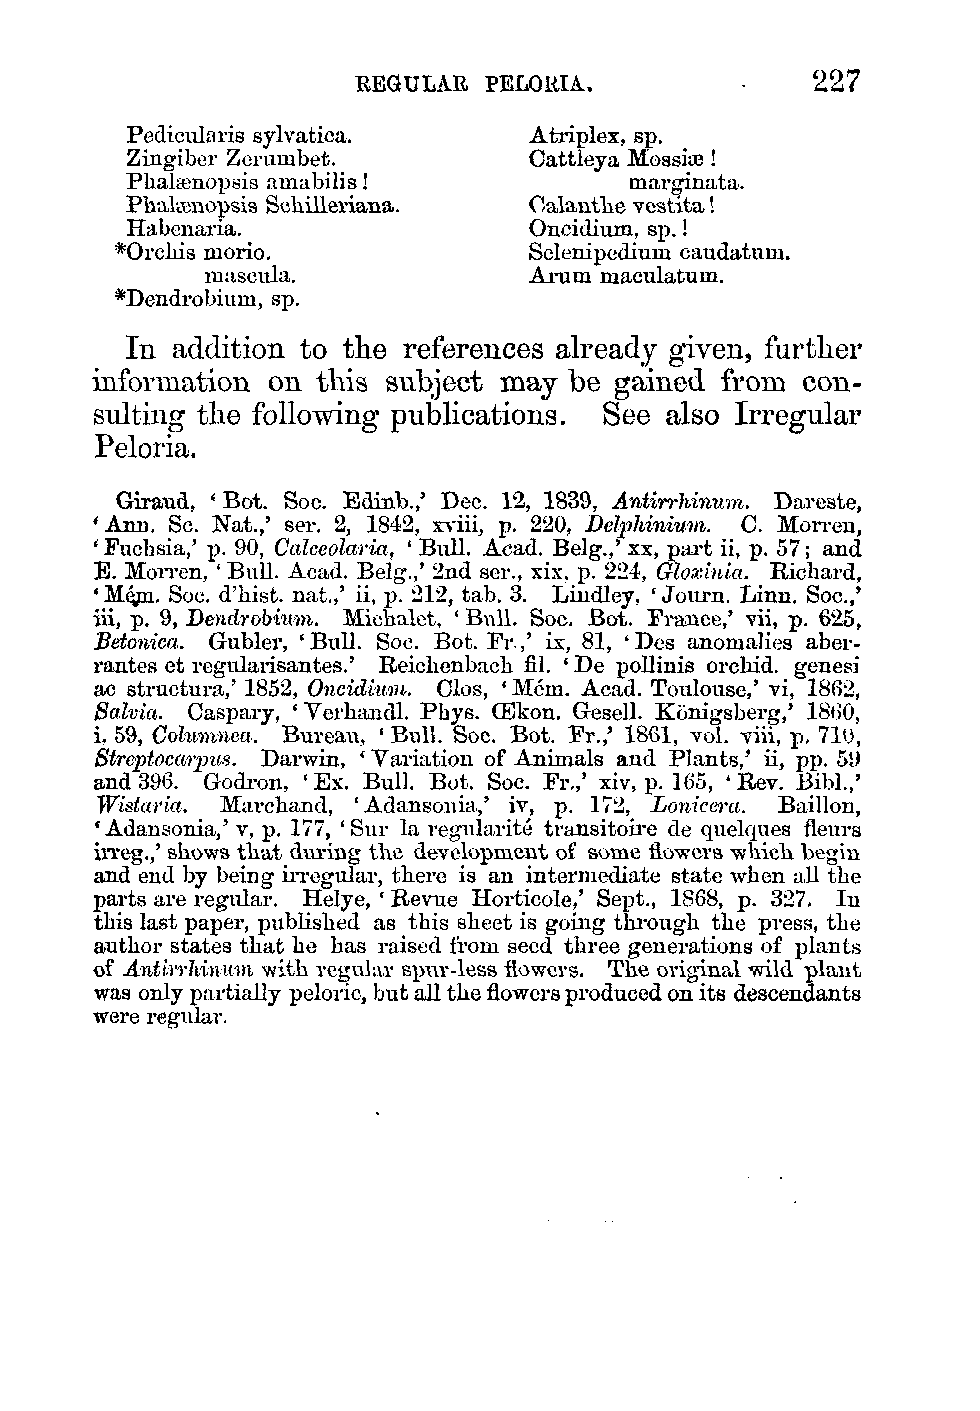 REGULAR PELORIA. 227
Pedicularis sylvatica.
Zingiber Zerumbet.
Phalænopsis amabilis!
Phalænopsis Schilleriana.
Habenaria.
*Orchis morio.
mascula.
*Dendrobium, sp.
Atriplex, sp.
Cattleya Mossiæ!
marginata.
Calanthe vestita!
Oncidium, sp.!
Selenipedium caudatum.
Arum maculatum.
In addition to the references already given, further
information on this subject may be gained from con-
sulting the following publications. See also Irregular
Peloria.
Giraud, ‘Bot. Soc. Edinb.,’ Dec. 12, 1839, Antirrhinum. Dareste,
‘Ann. Sc. Nat.,’ ser. 2, 1842, xviii, p. 220, Delphinium. C. Morren,
‘Fuchsia,’ p. 90, Calceolaria, ‘Bull. Acad. Belg.,’ xx, part ii, p. 57; and
E. Morren, ‘Bull. Acad. Belg.,’ 2nd ser., xix, p. 224, Gloxinia. Richard,
‘Mém. Soc. d’hist. nat.,’ ii, p. 212, tab. 3. Lindley, ‘Journ. Linn. Soc.,’
iii, p. 9, Dendrobium. Michalet, ‘Bull. Soc. Bot. France,’ vii, p. 625,
Betonica. Gubler, ‘Bull. Soc. Bot. Fr.,’ ix, 81, ‘Des anomalies aber-
rantes et regularisantes.’ Reichenbach fil. ‘De pollinis orchid. genesi
ac structura,’ 1852, Oncidium. Clos, ‘Mém. Acad. Toulouse,’ vi, 1862,
Salvia. Caspary, ‘Verhandl. Phys. Œkon. Gesell. Königsberg,’ 1860,
i. 59, Columnea. Bureau, ‘Bull. Soc. Bot. Fr.,’ 1861, vol. viii, p. 710,
Streptocarpus. Darwin, ‘Variation of Animals and Plants,’ ii, pp. 59
and 396. Godron, ‘Ex. Bull. Bot. Soc. Fr.,’ xiv, p. 165, ‘Rev. Bibl.,’
Wistaria. Marchand, ‘Adansonia,’ iv, p. 172, Lonicera. Baillon,
‘Adansonia,’ v, p. 177, ‘Sur la regularité transitoire de quelques fleurs
irreg.,’ shows that during the development of some flowers which begin
and end by being irregular, there is an intermediate state when all the
parts are regular. Helye, ‘Revue Horticole,’ Sept., 1868, p. 327. In
this last paper, published as this sheet is going through the press, the
author states that he has raised from seed three generations of plants
of Antirrhinum with regular spur-less flowers. The original wild plant
was only partially peloric, but all the flowers produced on its descendants
were regular.